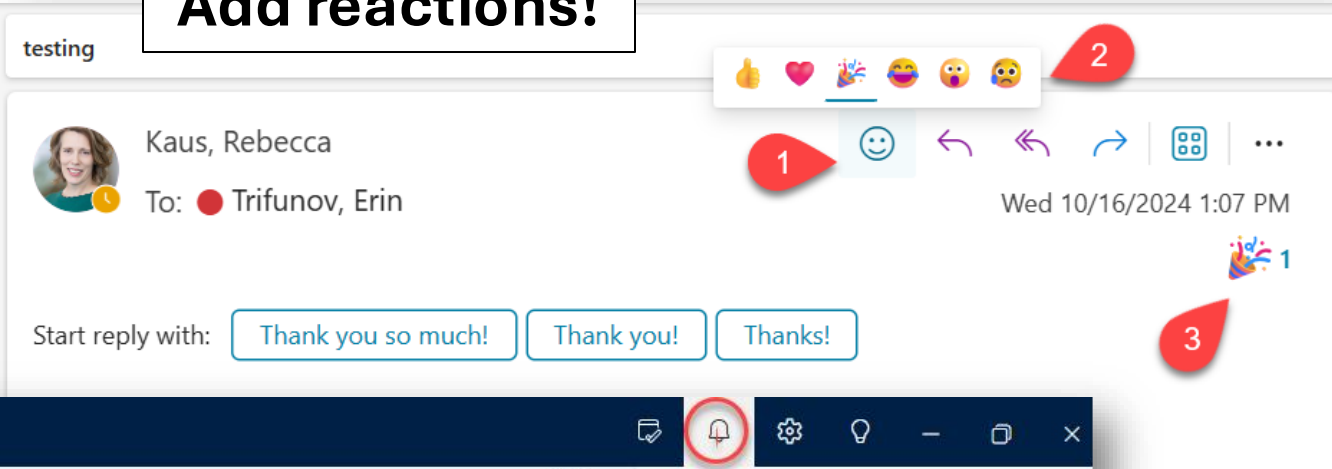 Add reactions!
testing
2
Kaus, Rebecca
1
To: Trifunov, Erin
Wed 10/16/2024 1:07 PM
1
Start reply with: Thank you so much! Thank you! Thanks!
3